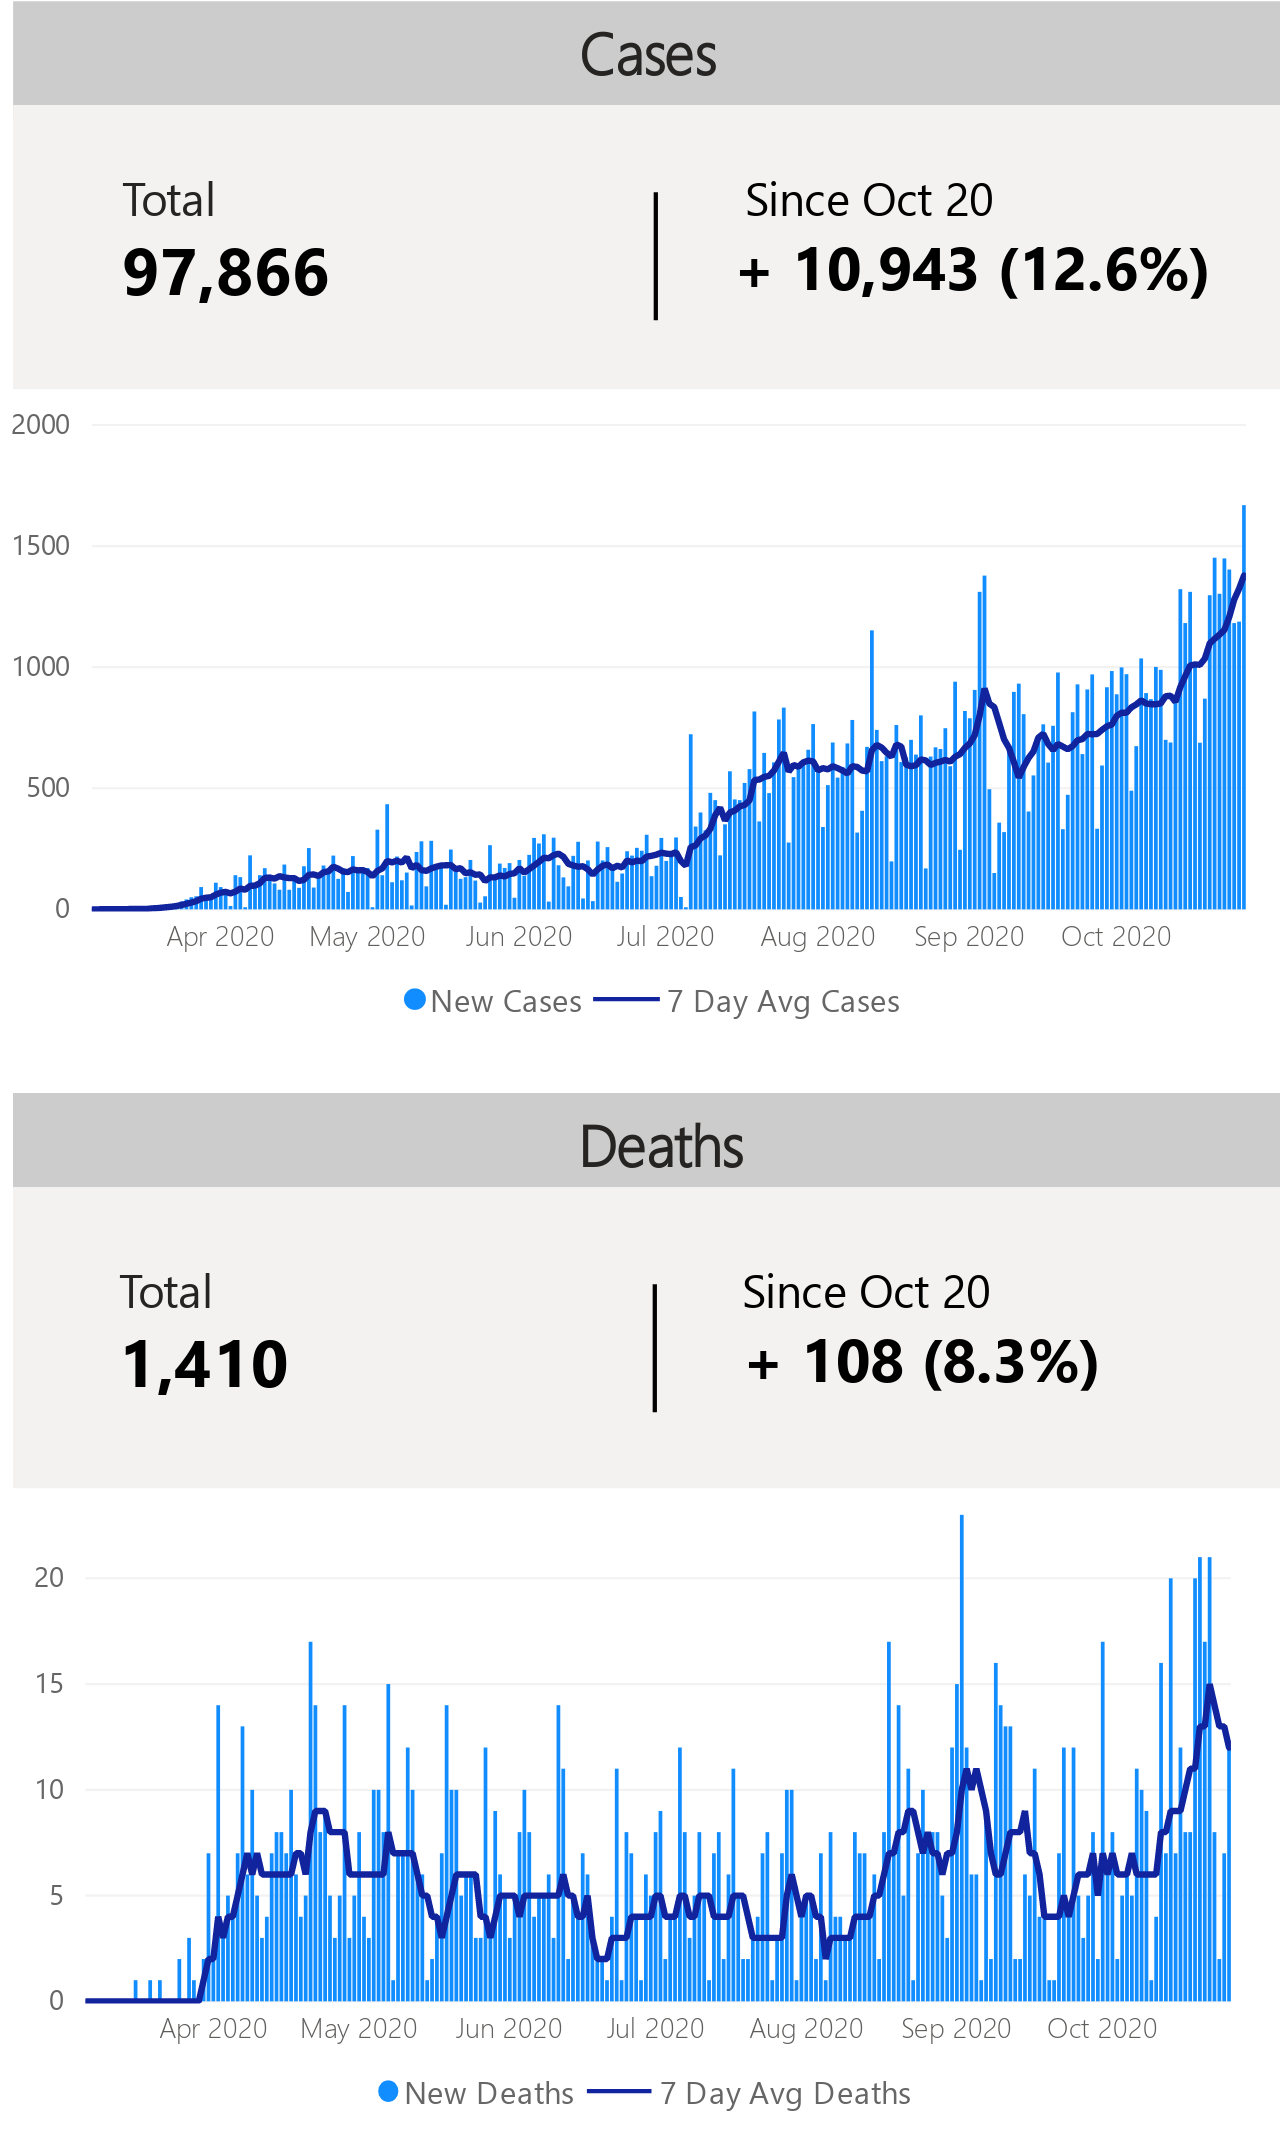 Cases
Total
Since Oct 20
97,866
+ 10,943 (12.6%)
2000
1500
1000
500
0
Apr 2020 May 2020 Jun 2020 Jul 2020 Aug 2020 Sep 2020 Oct 2020
New Cases 7 Day Avg Cases
Deaths
Total
Since Oct 20
1,410
+ 108 (8.3%)
20
15
10
5
0
Apr 2020 May 2020 Jun 2020 Jul 2020 Aug 2020 Sep 2020 Oct 2020
New Deaths 7 Day Avg Deaths